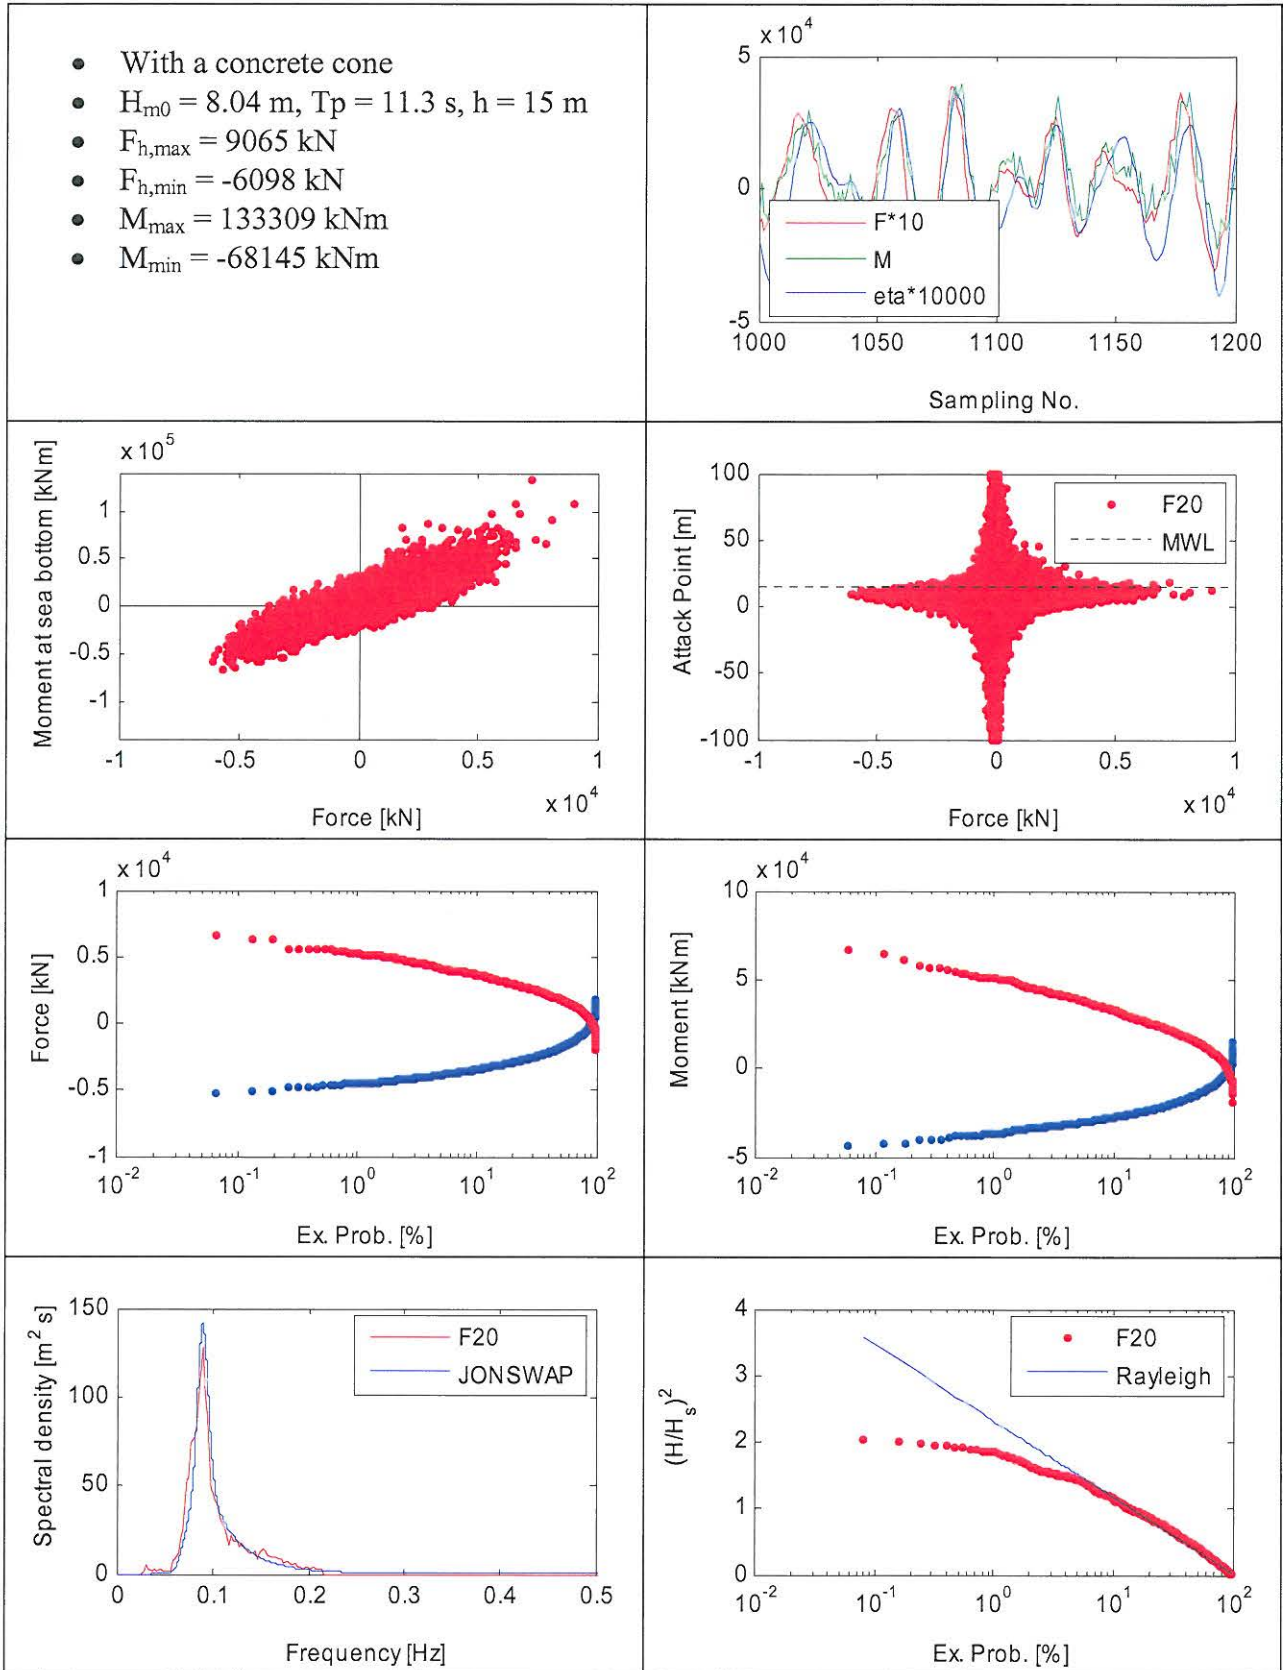 • With a concrete cone
• Hm0 = 8.04 m, Tp = 11.3 s, h = 15 m
• Fh,max = 9065 kN
• Fh,min = -6098 kN
• Mmax = 133309 kNm
• Mmin = -68145 kNm
x 10^4
5
0
-5
F*10
M
eta*10000
1000 1050 1100 1150 1200
Sampling No.
x 10^5
Moment at sea bottom [kNm]
1
0.5
0
-0.5
-1
-1 -0.5 0 0.5 1
x 10^4
Force [kN]
Attack Point [m]
100
50
0
-50
-100
F20
MWL
-1 -0.5 0 0.5 1
x 10^4
Force [kN]
x 10^4
Force [kN]
1
0.5
0
-0.5
-1
10^-2 10^-1 10^0 10^1 10^2
Ex. Prob. [%]
x 10^4
Moment [kNm]
10
5
0
-5
10^-2 10^-1 10^0 10^1 10^2
Ex. Prob. [%]
Spectral density [m^2 s]
150
100
50
0
F20
JONSWAP
0 0.1 0.2 0.3 0.4 0.5
Frequency [Hz]
(H/H_s)^2
4
3
2
1
0
F20
Rayleigh
10^-2 10^-1 10^0 10^1 10^2
Ex. Prob. [%]